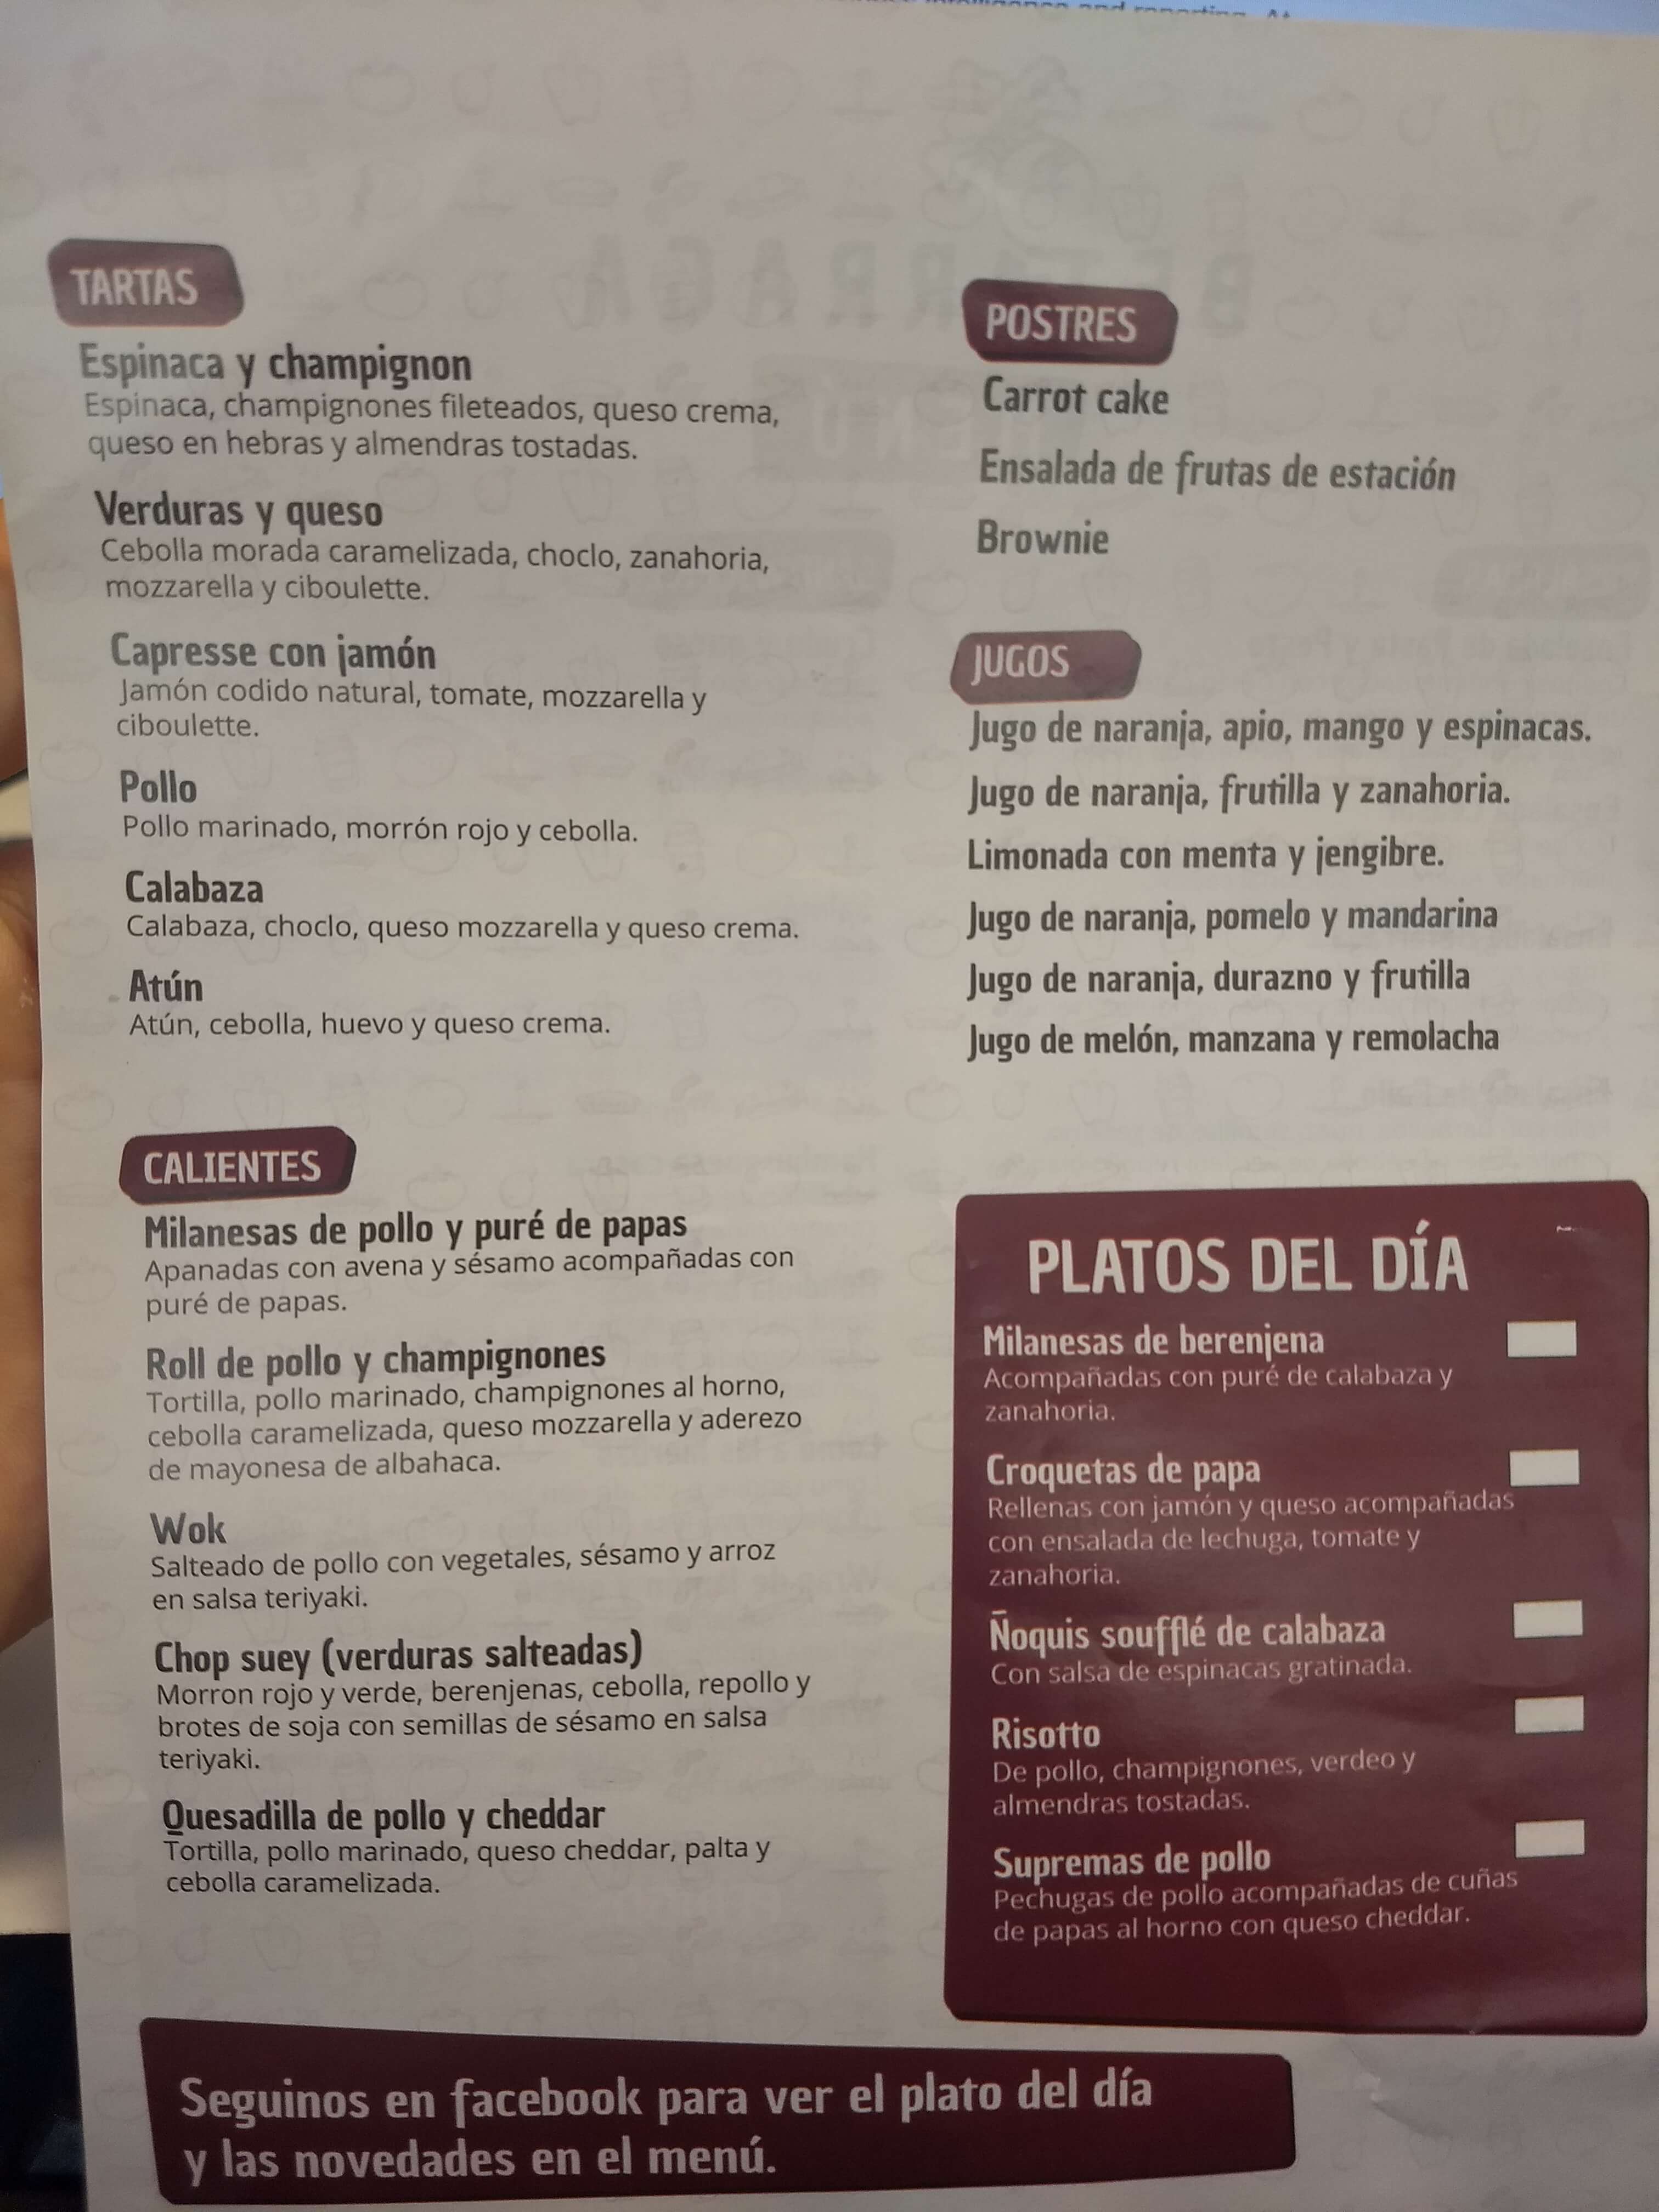 TARTAS
Espinaca y champignon
Espinaca, champignones fileteados, queso crema,
queso en hebras y almendras tostadas.
Verduras y queso
Cebolla morada caramelizada, choclo, zanahoria,
mozzarella y ciboulette.
Capresse con jamón
Jamón codido natural, tomate, mozzarella y
ciboulette.
Pollo
Pollo marinado, morrón rojo y cebolla.
Calabaza
Calabaza, choclo, queso mozzarella y queso crema.
Atún
Atún, cebolla, huevo y queso crema.
CALIENTES
Milanesas de pollo y puré de papas
Apanadas con avena y sésamo acompañadas con
puré de papas.
Roll de pollo y champignones
Tortilla, pollo marinado, champignones al horno,
cebolla caramelizada, queso mozzarella y aderezo
de mayonesa de albahaca.
Wok
Salteado de pollo con vegetales, sésamo y arroz
en salsa teriyaki.
Chop suey (verduras salteadas)
Morron rojo y verde, berenjenas, cebolla, repollo y
brotes de soja con semillas de sésamo en salsa
teriyaki.
Quesadilla de pollo y cheddar
Tortilla, pollo marinado, queso cheddar, palta y
cebolla caramelizada.
POSTRES
Carrot cake
Ensalada de frutas de estación
Brownie
JUGOS
Jugo de naranja, apio, mango y espinacas.
Jugo de naranja, frutilla y zanahoria.
Limonada con menta y jengibre.
Jugo de naranja, pomelo y mandarina
Jugo de naranja, durazno y frutilla
Jugo de melón, manzana y remolacha
PLATOS DEL DÍA
Milanesas de berenjena
Acompañadas con puré de calabaza y
zanahoria.
Croquetas de papa
Rellenas con jamón y queso acompañadas
con ensalada de lechuga, tomate y
zanahoria.
Ñoquis soufflé de calabaza
Con salsa de espinacas gratinada.
Risotto
De pollo, champignones, verdeo y
almendras tostadas.
Supremas de pollo
Pechugas de pollo acompañadas de cuñas
de papas al horno con queso cheddar.
Seguinos en facebook para ver el plato del día
y las novedades en el menú.